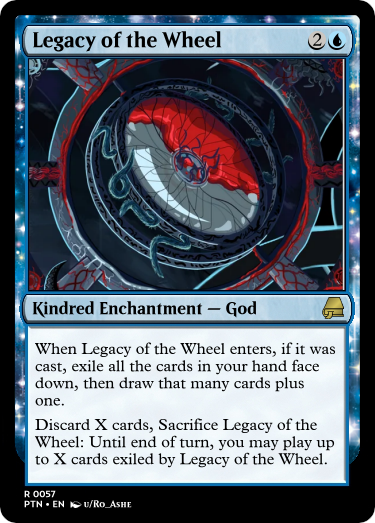 Legacy of the Wheel 2
Kindred Enchantment — God
When Legacy of the Wheel enters, if it was
cast, exile all the cards in your hand face
down, then draw that many cards plus
one.
Discard X cards, Sacrifice Legacy of the
Wheel: Until end of turn, you may play up
to X cards exiled by Legacy of the Wheel.
R 0057
PTN • EN u/Ro_Ashe